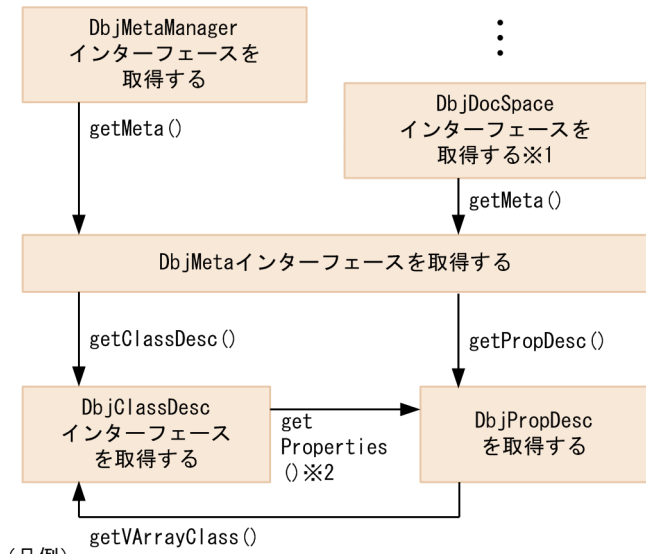 DbjMetaManager
インターフェースを
取得する
⋮
getMeta()
DbjDocSpace
インターフェースを
取得する※1
getMeta()
DbjMetaインターフェースを取得する
getClassDesc()
getPropDesc()
DbjClassDesc
インターフェース
を取得する
get
Properties
()※2
DbjPropDesc
を取得する
getVArrayClass()